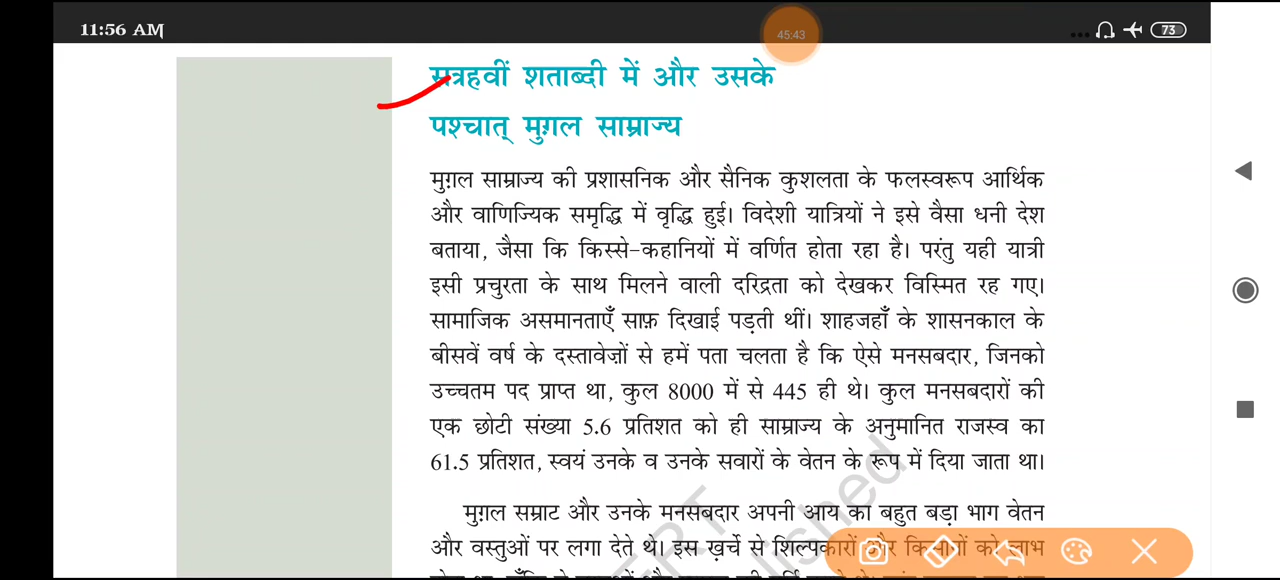 11:56 AM
45:43
73
सत्रहवीं शताब्दी में और उसके
पश्चात् मुग़ल साम्राज्य
मुग़ल साम्राज्य की प्रशासनिक और सैनिक कुशलता के फलस्वरूप आर्थिक
और वाणिज्यिक समृद्धि में वृद्धि हुई। विदेशी यात्रियों ने इसे वैसा धनी देश
बताया, जैसा कि किस्से-कहानियों में वर्णित होता रहा है। परंतु यही यात्री
इसी प्रचुरता के साथ मिलने वाली दरिद्रता को देखकर विस्मित रह गए।
सामाजिक असमानताएँ साफ़ दिखाई पड़ती थीं। शाहजहाँ के शासनकाल के
बीसवें वर्ष के दस्तावेज़ों से हमें पता चलता है कि ऐसे मनसबदार, जिनको
उच्चतम पद प्राप्त था, कुल 8000 में से 445 ही थे। कुल मनसबदारों की
एक छोटी संख्या 5.6 प्रतिशत को ही साम्राज्य के अनुमानित राजस्व का
61.5 प्रतिशत, स्वयं उनके व उनके सवारों के वेतन के रूप में दिया जाता था।
मुग़ल सम्राट और उनके मनसबदार अपनी आय का बहुत बड़ा भाग वेतन
और वस्तुओं पर लगा देते थे। इस ख़र्चे से शिल्पकारों और किसानों को लाभ